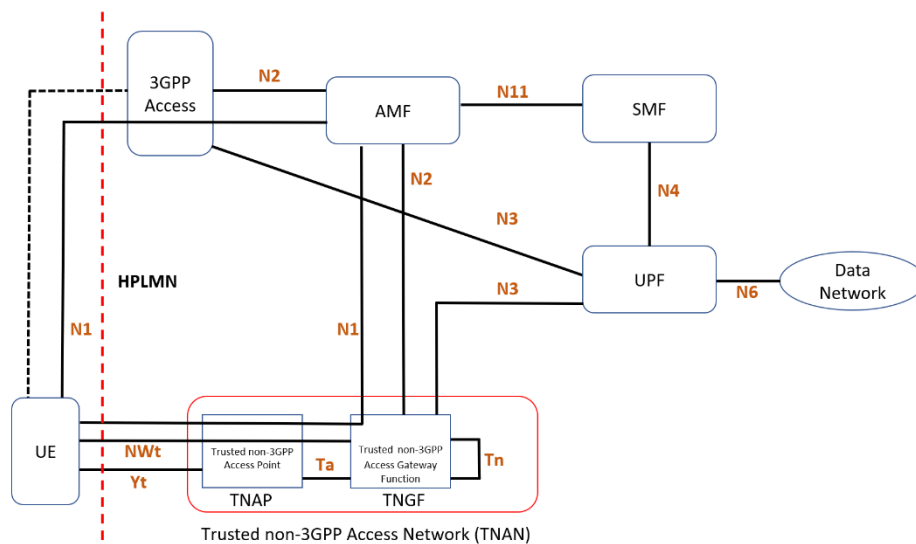 3GPP
Access
N2
AMF
N11
SMF
N2
N4
N3
HPLMN
N3
UPF
N6
Data
Network
N1
N1
UE
NWt
Yt
Trusted non-3GPP
Access Point
Ta
Trusted non-3GPP
Access Gateway
Function
Tn
TNAP
TNGF
Trusted non-3GPP Access Network (TNAN)